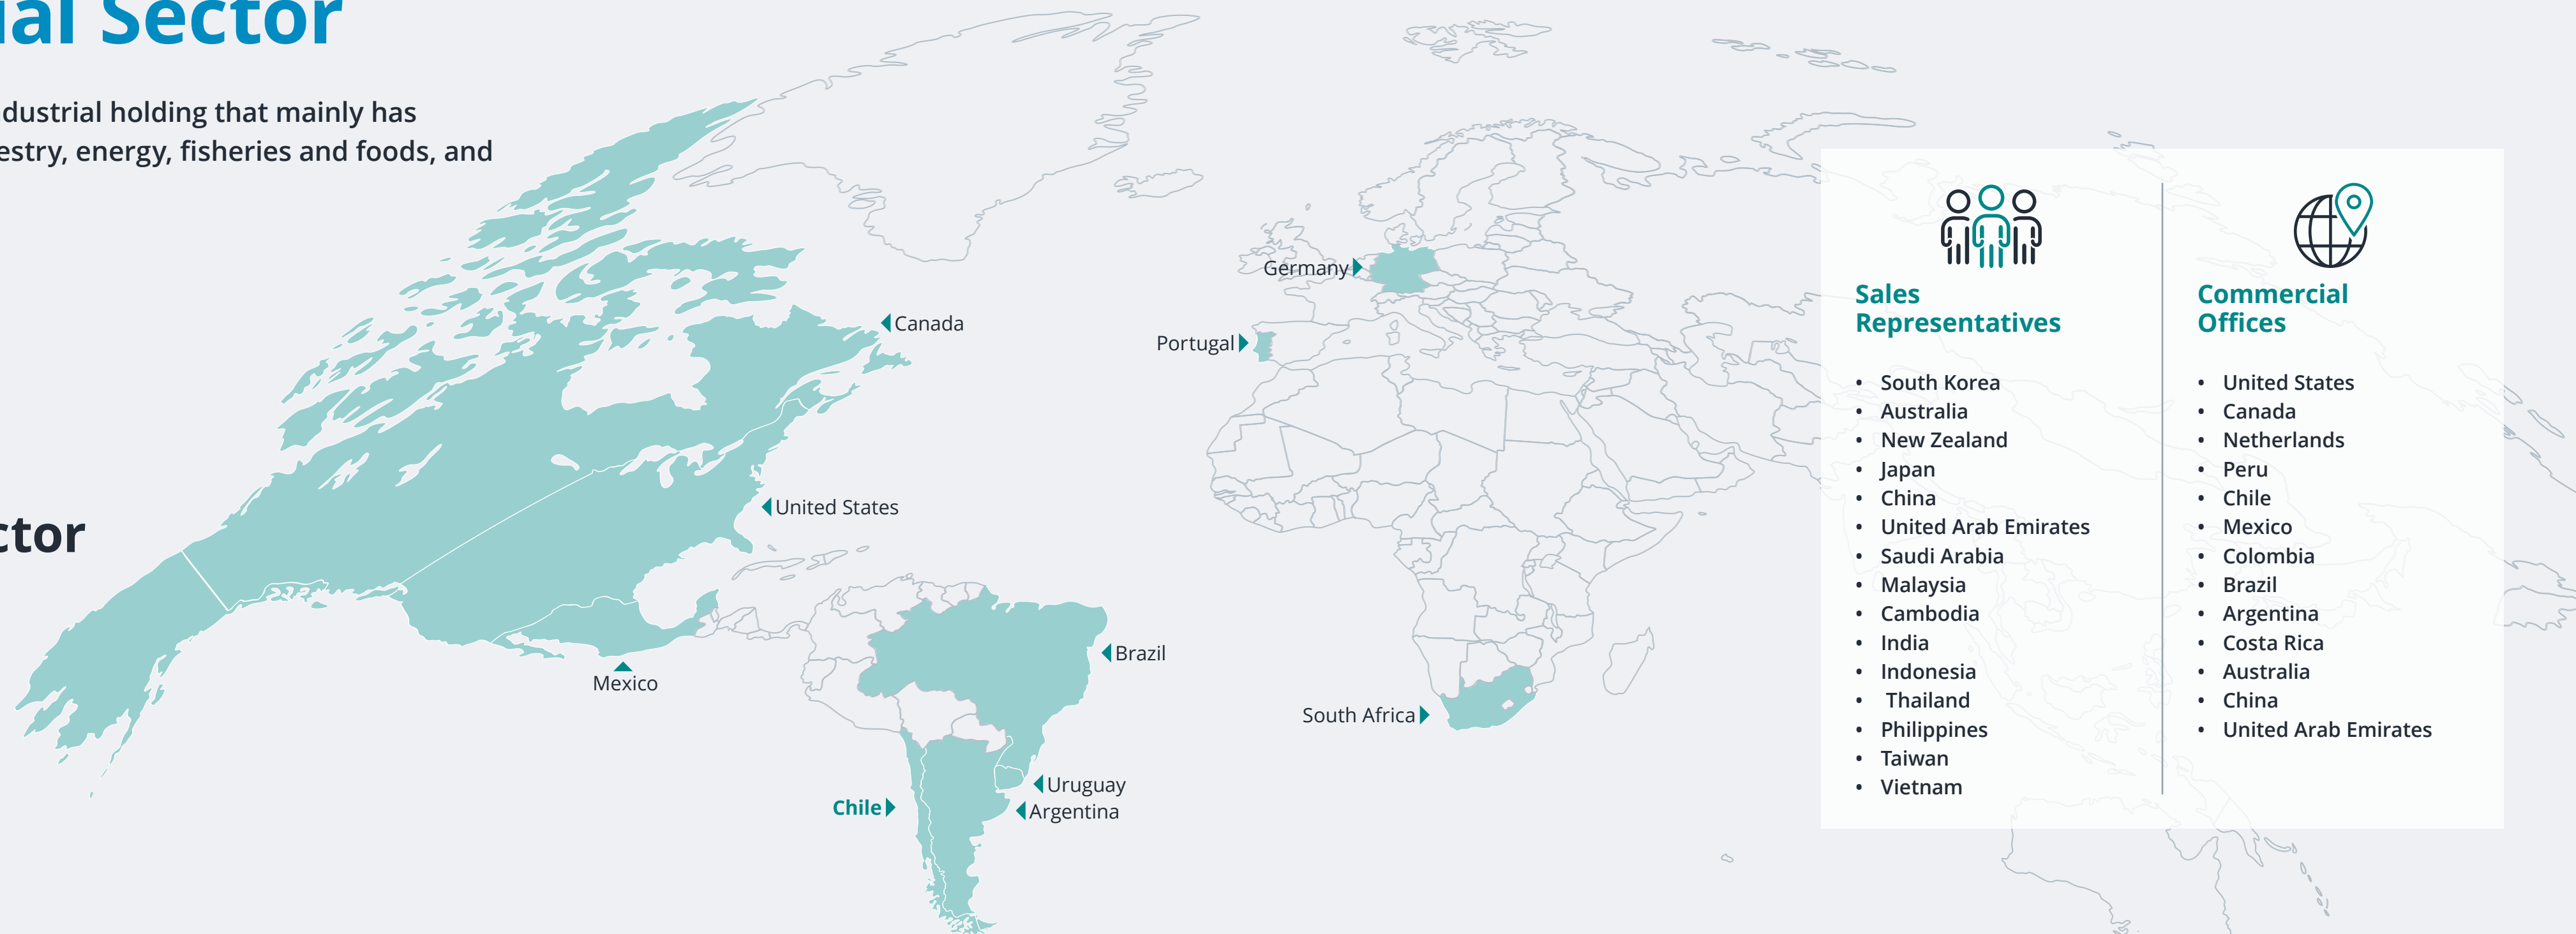 ial Sector
dustrial holding that mainly has
estry, energy, fisheries and foods, and
ctor
Canada
United States
Mexico
Brazil
Uruguay
Argentina
Chile
Germany
Portugal
South Africa
Sales
Representatives
• South Korea
• Australia
• New Zealand
• Japan
• China
• United Arab Emirates
• Saudi Arabia
• Malaysia
• Cambodia
• India
• Indonesia
• Thailand
• Philippines
• Taiwan
• Vietnam
Commercial
Offices
• United States
• Canada
• Netherlands
• Peru
• Chile
• Mexico
• Colombia
• Brazil
• Argentina
• Costa Rica
• Australia
• China
• United Arab Emirates